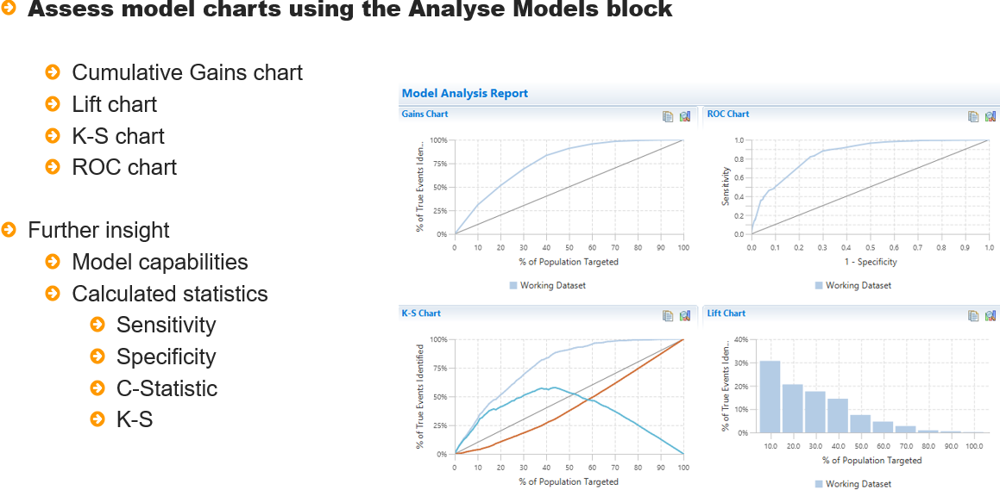 Assess model charts using the Analyse Models block
Cumulative Gains chart
Lift chart
K-S chart
ROC chart
Further insight
Model capabilities
Calculated statistics
Sensitivity
Specificity
C-Statistic
K-S
Model Analysis Report
Gains Chart
% of True Events Iden...
100%
75%
50%
25%
0%
0 10 20 30 40 50 60 70 80 90 100
% of Population Targeted
Working Dataset
ROC Chart
Sensitivity
1.0
0.8
0.6
0.4
0.2
0.0
0.0 0.1 0.2 0.3 0.4 0.5 0.6 0.7 0.8 0.9 1.0
1 - Specificity
Working Dataset
K-S Chart
% of True Events Identified
100%
75%
50%
25%
0%
0 10 20 30 40 50 60 70 80 90 100
% of Population Targeted
Lift Chart
% of True Events Iden...
40%
30%
20%
10%
0%
10.0 20.0 30.0 40.0 50.0 60.0 70.0 80.0 90.0 100.0
% of Population Targeted
Working Dataset